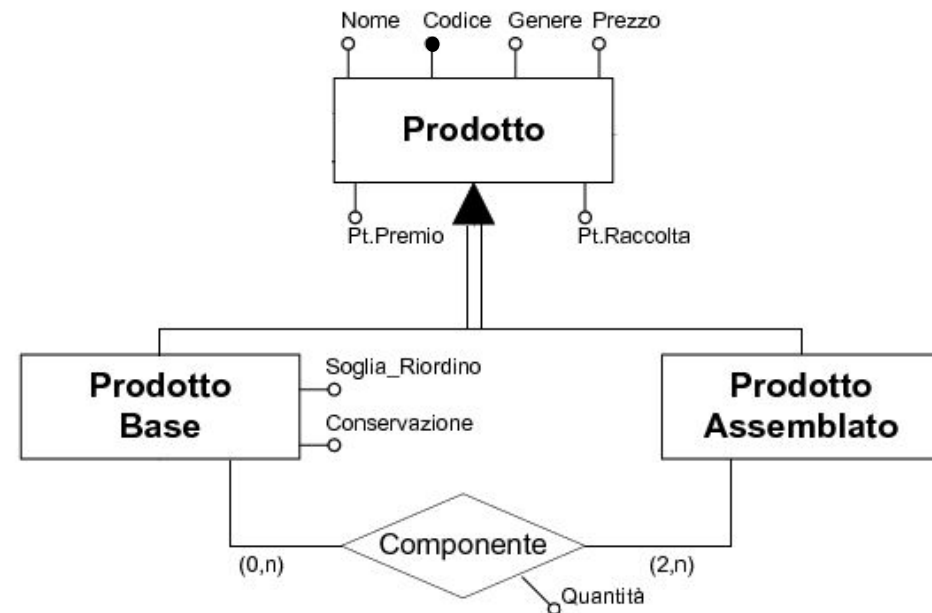 Nome Codice Genere Prezzo
Prodotto
Pt.Premio Pt.Raccolta
Soglia_Riordino
Prodotto
Base
Conservazione
Prodotto
Assemblato
Componente
(0,n) (2,n)
Quantità